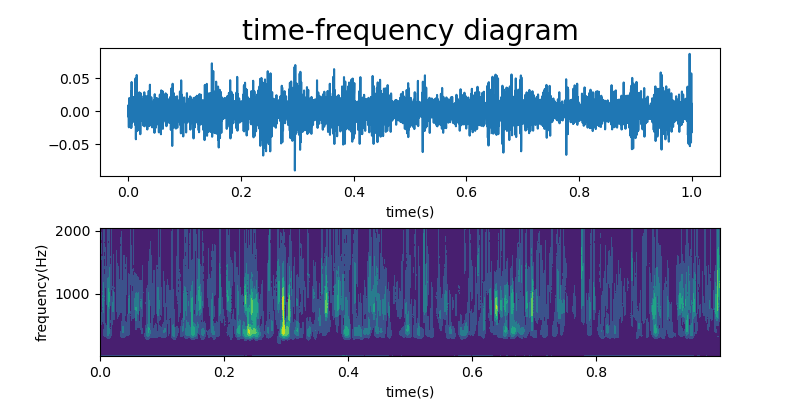 time-frequency diagram
0.05
0.00
−0.05
0.0 0.2 0.4 0.6 0.8 1.0
time(s)
2000
1000
frequency(Hz)
0.0 0.2 0.4 0.6 0.8
time(s)